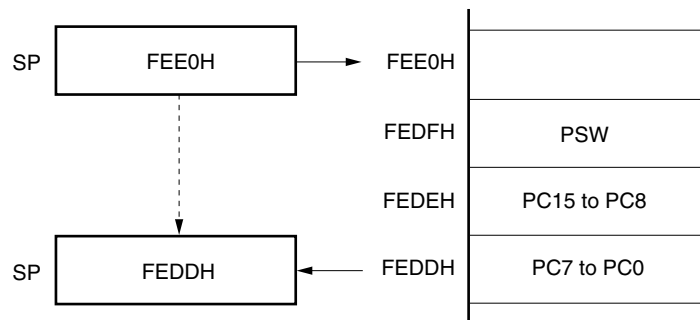 SP FEE0H FEE0H
FEDFH PSW
FEDEH PC15 to PC8
SP FEDDH FEDDH PC7 to PC0